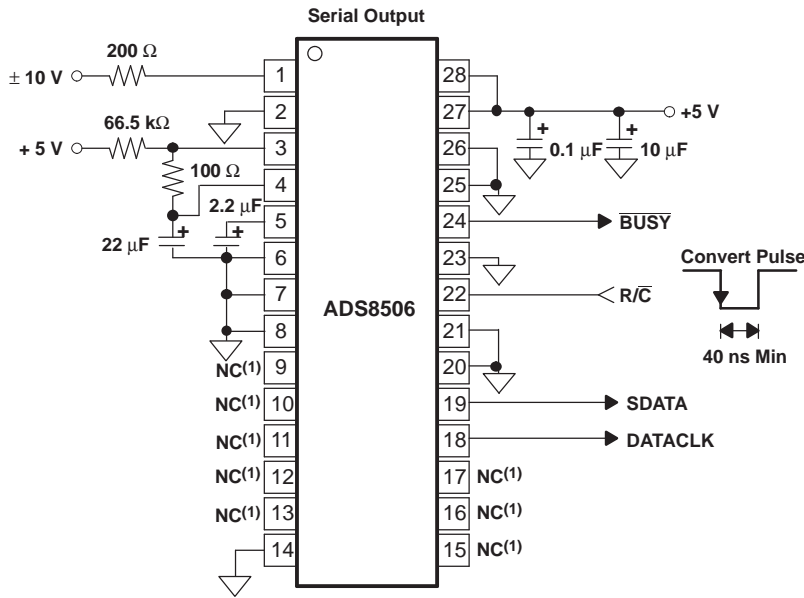 Serial Output
200 Ω
± 10 V
1
28
2
27
+5 V
66.5 kΩ
0.1 µF
10 µF
+ 5 V
3
26
100 Ω
4
25
2.2 µF
5
24
BUSY
22 µF
6
23
Convert Pulse
7
ADS8506
22
R/C
8
21
40 ns Min
NC(1)
9
20
NC(1)
10
19
SDATA
NC(1)
11
18
DATACLK
NC(1)
12
17
NC(1)
NC(1)
13
16
NC(1)
14
15
NC(1)